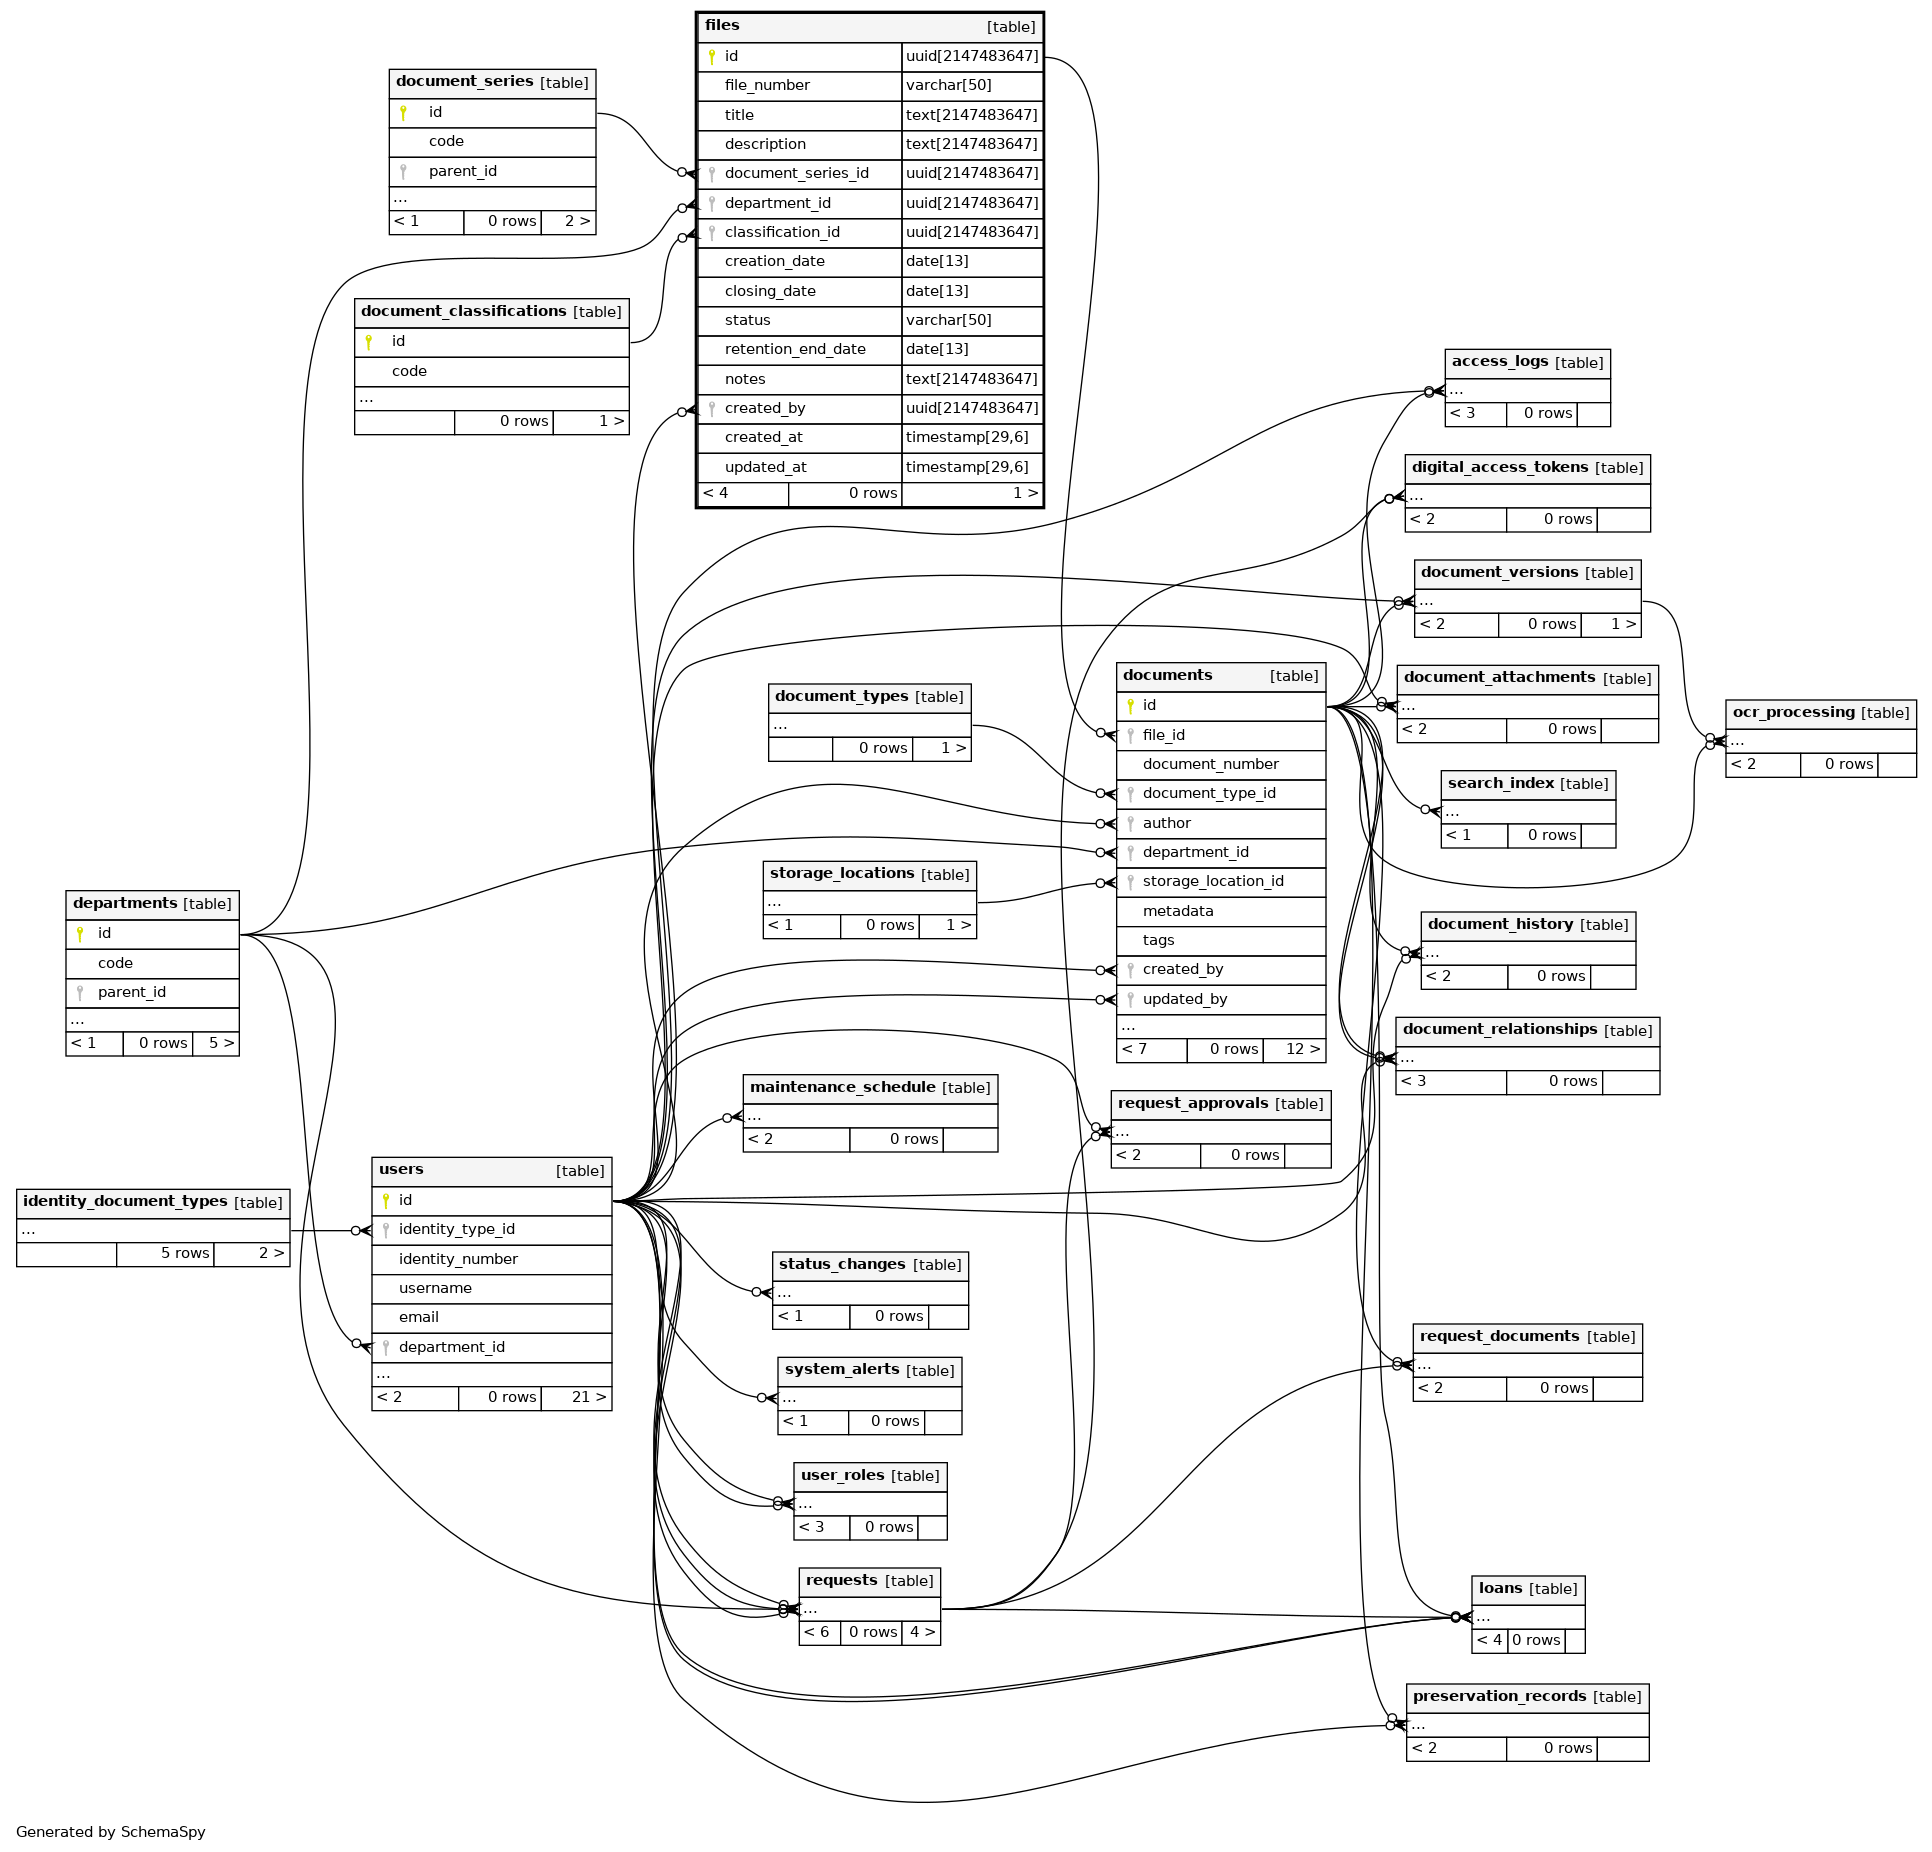 files [table]
id uuid[2147483647]
file_number varchar[50]
title text[2147483647]
description text[2147483647]
document_series_id uuid[2147483647]
department_id uuid[2147483647]
classification_id uuid[2147483647]
creation_date date[13]
closing_date date[13]
status varchar[50]
retention_end_date date[13]
notes text[2147483647]
created_by uuid[2147483647]
created_at timestamp[29,6]
updated_at timestamp[29,6]
< 4 0 rows 1 >
document_series [table]
id
code
parent_id
...
< 1 0 rows 2 >
document_classifications [table]
id
code
...
0 rows 1 >
access_logs [table]
...
< 3 0 rows
digital_access_tokens [table]
...
< 2 0 rows
document_versions [table]
...
< 2 0 rows 1 >
documents [table]
id
file_id
document_number
document_type_id
author
department_id
storage_location_id
metadata
tags
created_by
updated_by
...
< 7 0 rows 12 >
document_attachments [table]
...
< 2 0 rows
document_types [table]
...
0 rows 1 >
ocr_processing [table]
...
< 2 0 rows
search_index [table]
...
< 1 0 rows
storage_locations [table]
...
< 1 0 rows 1 >
departments [table]
id
code
parent_id
...
< 1 0 rows 5 >
document_history [table]
...
< 2 0 rows
document_relationships [table]
...
< 3 0 rows
maintenance_schedule [table]
...
< 2 0 rows
request_approvals [table]
...
< 2 0 rows
users [table]
id
identity_type_id
identity_number
username
email
department_id
...
< 2 0 rows 21 >
identity_document_types [table]
...
5 rows 2 >
status_changes [table]
...
< 1 0 rows
request_documents [table]
...
< 2 0 rows
system_alerts [table]
...
< 1 0 rows
user_roles [table]
...
< 3 0 rows
requests [table]
...
< 6 0 rows 4 >
loans [table]
...
< 4 0 rows
preservation_records [table]
...
< 2 0 rows
Generated by SchemaSpy